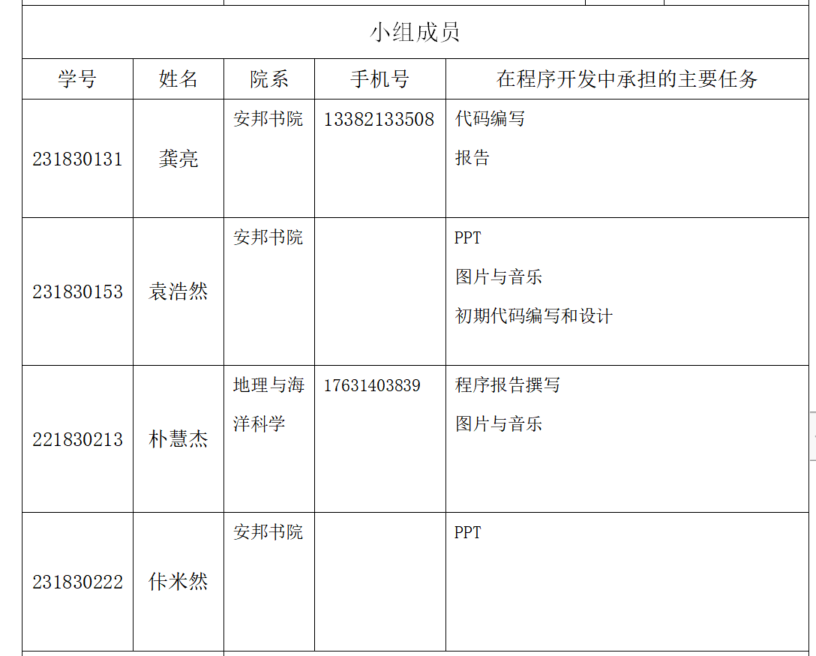 小组成员
学号 姓名 院系 手机号 在程序开发中承担的主要任务
231830131 龚亮 安邦书院 13382133508 代码编写
报告
231830153 袁浩然 安邦书院 PPT
图片与音乐
初期代码编写和设计
221830213 朴慧杰 地理与海 17631403839 程序报告撰写
洋科学 图片与音乐
231830222 佧米然 安邦书院 PPT